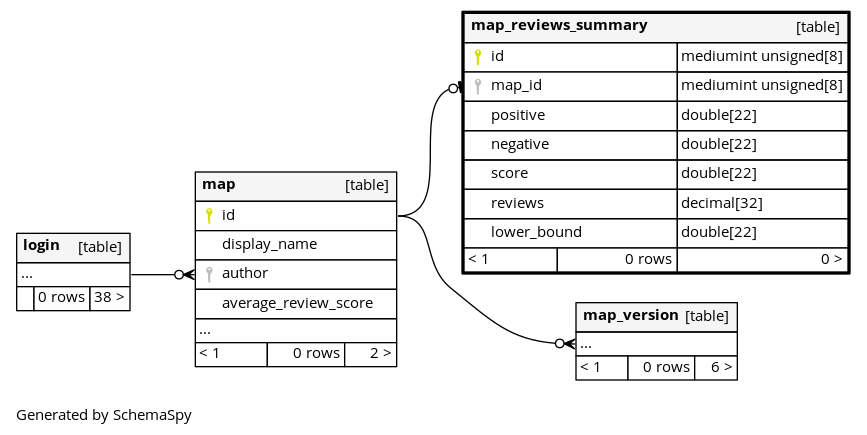 map_reviews_summary [table]
id mediumint unsigned[8]
map_id mediumint unsigned[8]
positive double[22]
negative double[22]
score double[22]
reviews decimal[32]
lower_bound double[22]
< 1 0 rows 0 >
map [table]
id
display_name
author
average_review_score
...
< 1 0 rows 2 >
login [table]
...
0 rows 38 >
map_version [table]
...
< 1 0 rows 6 >
Generated by SchemaSpy